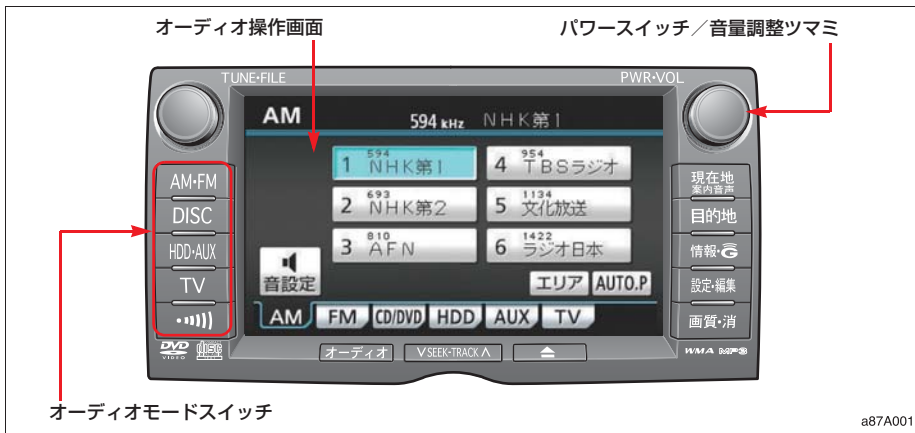 オーディオ操作画面
パワースイッチ／音量調整ツマミ
TUNE・FILE
PWR・VOL
AM
594 kHz NHK第1
AM・FM
DISC
HDD・AUX
TV
1 594 NHK第1
2 693 NHK第2
3 810 AFN
4 954 TBSラジオ
5 1134 文化放送
6 1422 ラジオ日本
音設定
エリア AUTO.P
AM FM CD/DVD HDD AUX TV
現在地
案内音声
目的地
情報・G
設定・編集
画質・消
DVD VIDEO
disc
オーディオ
∨SEEK・TRACK∧
WMA MP3
オーディオモードスイッチ
a87A001